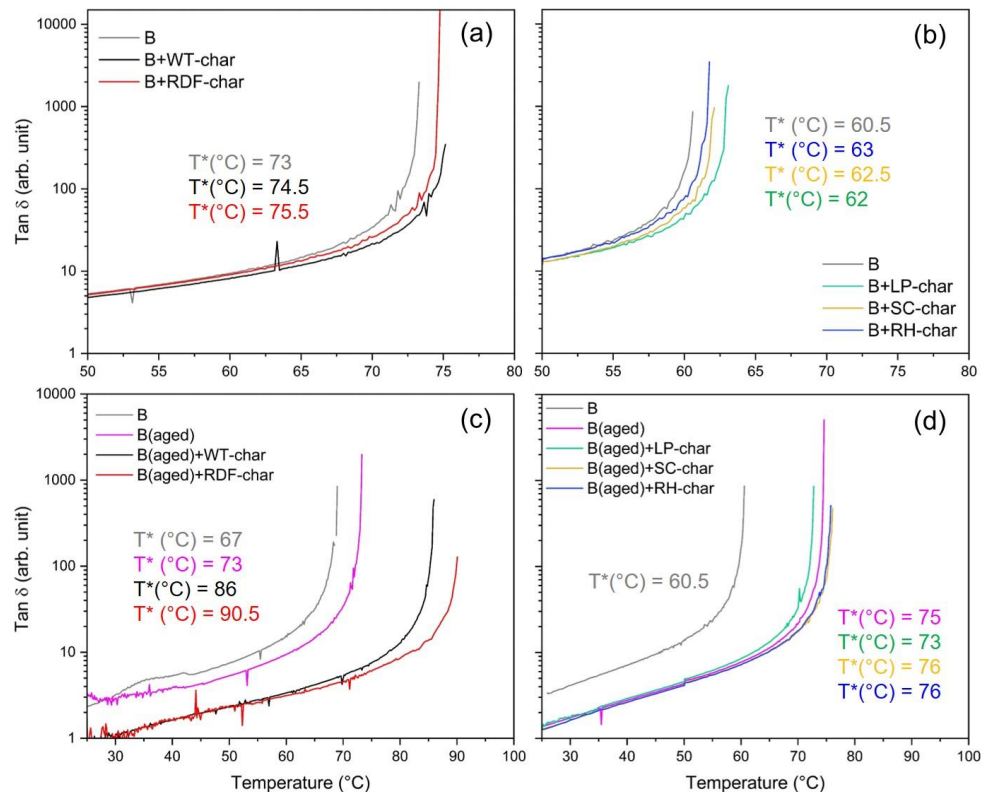 (a)
B
B+WT-char
B+RDF-char
T*(°C) = 73
T*(°C) = 74.5
T*(°C) = 75.5
Tan δ (arb. unit)
10000
1000
100
10
1
50 55 60 65 70 75 80
(b)
T* (°C) = 60.5
T* (°C) = 63
T* (°C) = 62.5
T*(°C) = 62
B
B+LP-char
B+SC-char
B+RH-char
50 55 60 65 70 75 80
(c)
B
B(aged)
B(aged)+WT-char
B(aged)+RDF-char
T* (°C) = 67
T* (°C) = 73
T*(°C) = 86
T* (°C) = 90.5
Tan δ (arb. unit)
10000
1000
100
10
1
30 40 50 60 70 80 90 100
Temperature (°C)
(d)
B
B(aged)
B(aged)+LP-char
B(aged)+SC-char
B(aged)+RH-char
T*(°C) = 60.5
T*(°C) = 75
T*(°C) = 73
T*(°C) = 76
T*(°C) = 76
30 40 50 60 70 80 90 100
Temperature (°C)